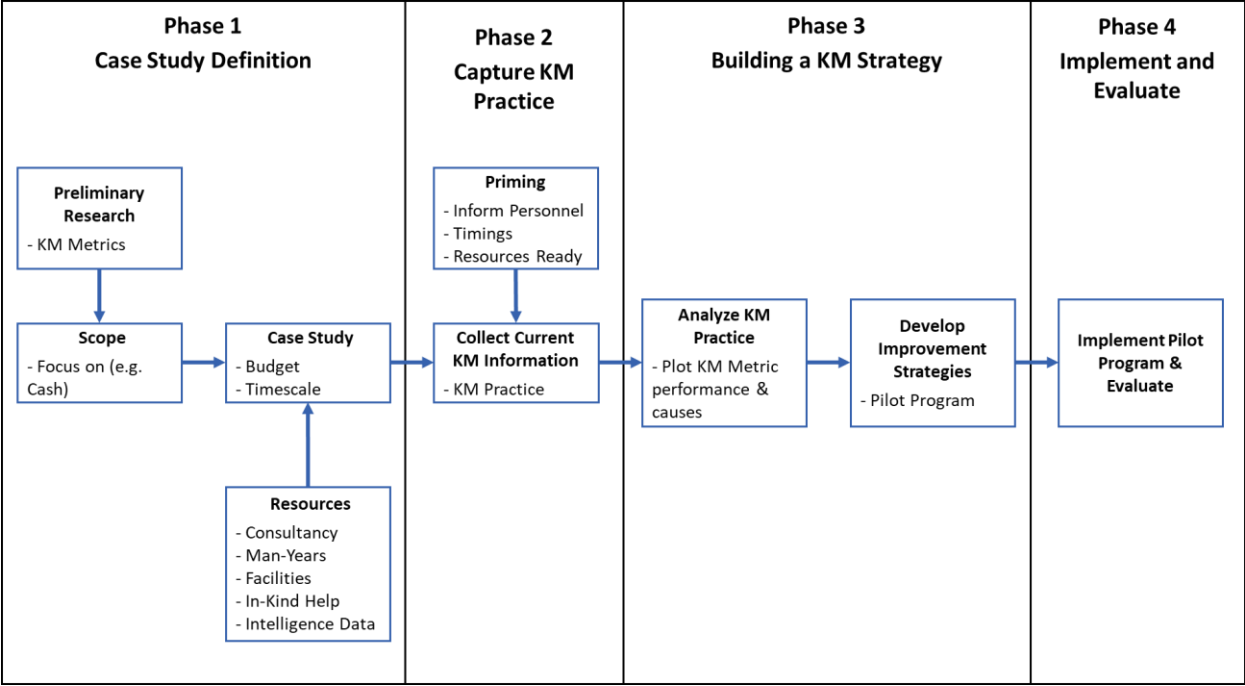 Phase 1
Case Study Definition
Phase 2
Capture KM
Practice
Phase 3
Building a KM Strategy
Phase 4
Implement and
Evaluate
Preliminary
Research
- KM Metrics
Scope
- Focus on (e.g.
Cash)
Case Study
- Budget
- Timescale
Resources
- Consultancy
- Man-Years
- Facilities
- In-Kind Help
- Intelligence Data
Priming
- Inform Personnel
- Timings
- Resources Ready
Collect Current
KM Information
- KM Practice
Analyze KM
Practice
- Plot KM Metric
performance &
causes
Develop
Improvement
Strategies
- Pilot Program
Implement Pilot
Program &
Evaluate